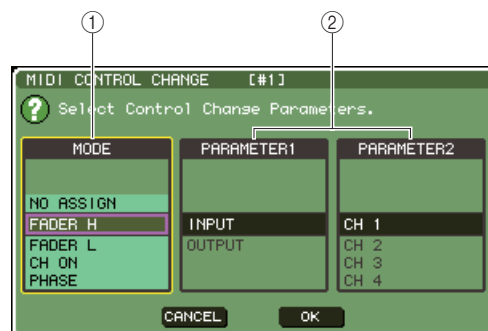 ① ②
MIDI CONTROL CHANGE [#1]
? Select Control Change Parameters.
MODE PARAMETER1 PARAMETER2
NO ASSIGN
FADER H INPUT CH 1
FADER L OUTPUT CH 2
CH ON CH 3
PHASE CH 4
CANCEL OK